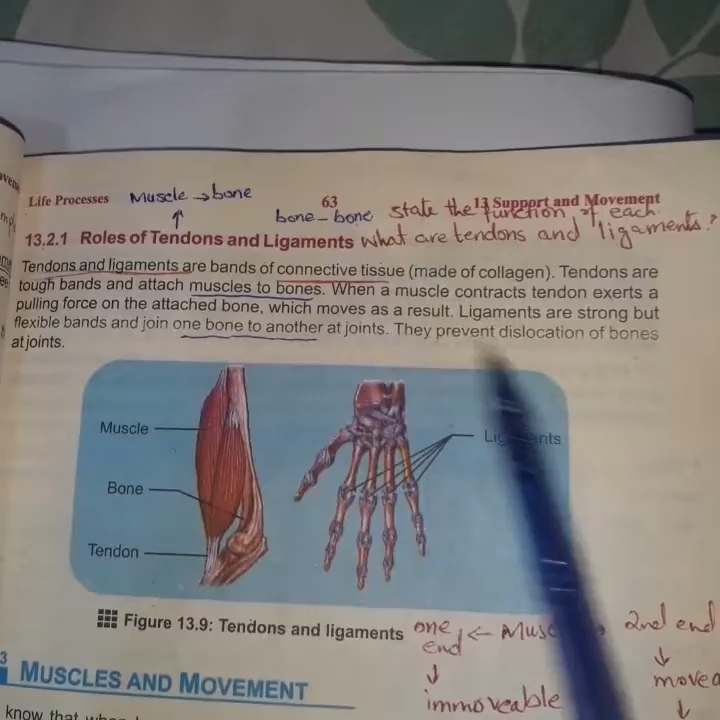 Life Processes Muscle → bone 63 13 Support and Movement
bone - bone state the function of each.
13.2.1 Roles of Tendons and Ligaments what are tendons and ligaments?
Tendons and ligaments are bands of connective tissue (made of collagen). Tendons are
tough bands and attach muscles to bones. When a muscle contracts tendon exerts a
pulling force on the attached bone, which moves as a result. Ligaments are strong but
flexible bands and join one bone to another at joints. They prevent dislocation of bones
at joints.
Muscle
Bone
Tendon
Figure 13.9: Tendons and ligaments
one end ← 2nd end
↓ ↓
immoveable
↓
3 MUSCLES AND MOVEMENT
know that